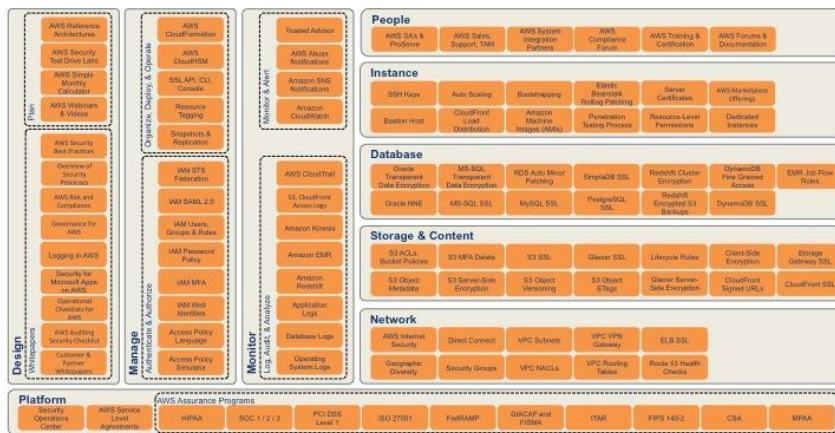 Design
Plan
AWS Reference
Architectures
AWS Security
Test Drive Labs
AWS Simple
Monthly
Calculator
AWS Webinars
& Videos
Whitepapers
AWS Security
Best Practices
Overview of
Security
Processes
AWS Risk and
Compliance
Governance for
AWS
Logging in AWS
Security for
Microsoft Apps
on AWS
Operational
Checklists for
AWS
AWS Auditing
Security Checklist
Customer &
Partner
Whitepapers
Manage
Organize, Deploy, & Operate
AWS
CloudFormation
AWS
CloudHSM
SSL API, CLI,
Console
Resource
Tagging
Snapshots &
Replication
Authenticate & Authorize
IAM STS
Federation
IAM SAML 2.0
IAM Users,
Groups & Roles
IAM Password
Policy
IAM MFA
IAM Web
Identities
Access Policy
Language
Access Policy
Simulator
Monitor
Monitor & Alert
Trusted Advisor
AWS Abuse
Notifications
Amazon SNS
Notifications
Amazon
CloudWatch
Log, Audit, & Analyze
AWS CloudTrail
S3, Cloudfront
Access Logs
Amazon Kinesis
Amazon EMR
Amazon
Redshift
Application
Logs
Database Logs
Operating
System Logs
People
AWS SA's &
ProServe
AWS Sales,
Support, TAM
AWS System
Integration
Partners
AWS
Compliance
Forum
AWS Training &
Certification
AWS Forums &
Documentation
Instance
SSH Keys
Auto Scaling
Bootstrapping
Elastic
Beanstalk
Rolling Patching
Server
Certificates
AWS Marketplace
Offerings
Bastion Host
CloudFront
Load
Distribution
Amazon
Machine
Images (AMIs)
Penetration
Testing Process
Resource-Level
Permissions
Dedicated
Instances
Database
Oracle
Transparent
Data Encryption
MS-SQL
Transparent
Data Encryption
RDS Auto Minor
Patching
SimpleDB SSL
Redshift Cluster
Encryption
DynamoDB
Fine Grained
Access
EMR Job Flow
Roles
Oracle NNE
MS-SQL SSL
MySQL SSL
PostgreSQL
SSL
Redshift
Encrypted S3
Backups
DynamoDB SSL
Storage & Content
S3 ACLs,
Bucket Policies
S3 MFA Delete
S3 SSL
Glacier SSL
Lifecycle Rules
Client-Side
Encryption
Storage
Gateway SSL
S3 Object
Metadata
S3 Server-Side
Encryption
S3 Object
Versioning
S3 Object
ETags
Glacier Server-
Side Encryption
CloudFront
Signed URLs
CloudFront SSL
Network
AWS Internet
Security
Direct Connect
VPC Subnets
VPC VPN
Gateway
ELB SSL
Geographic
Diversity
Security Groups
VPC NACLs
VPC Routing
Tables
Route 53 Health
Checks
Platform
Security
Operations
Center
AWS Service
Level
Agreements
AWS Assurance Programs
HIPAA
SOC 1 / 2 / 3
PCI DSS
Level 1
ISO 27001
FedRAMP
DIACAP and
FISMA
ITAR
FIPS 140-2
CSA
MPAA